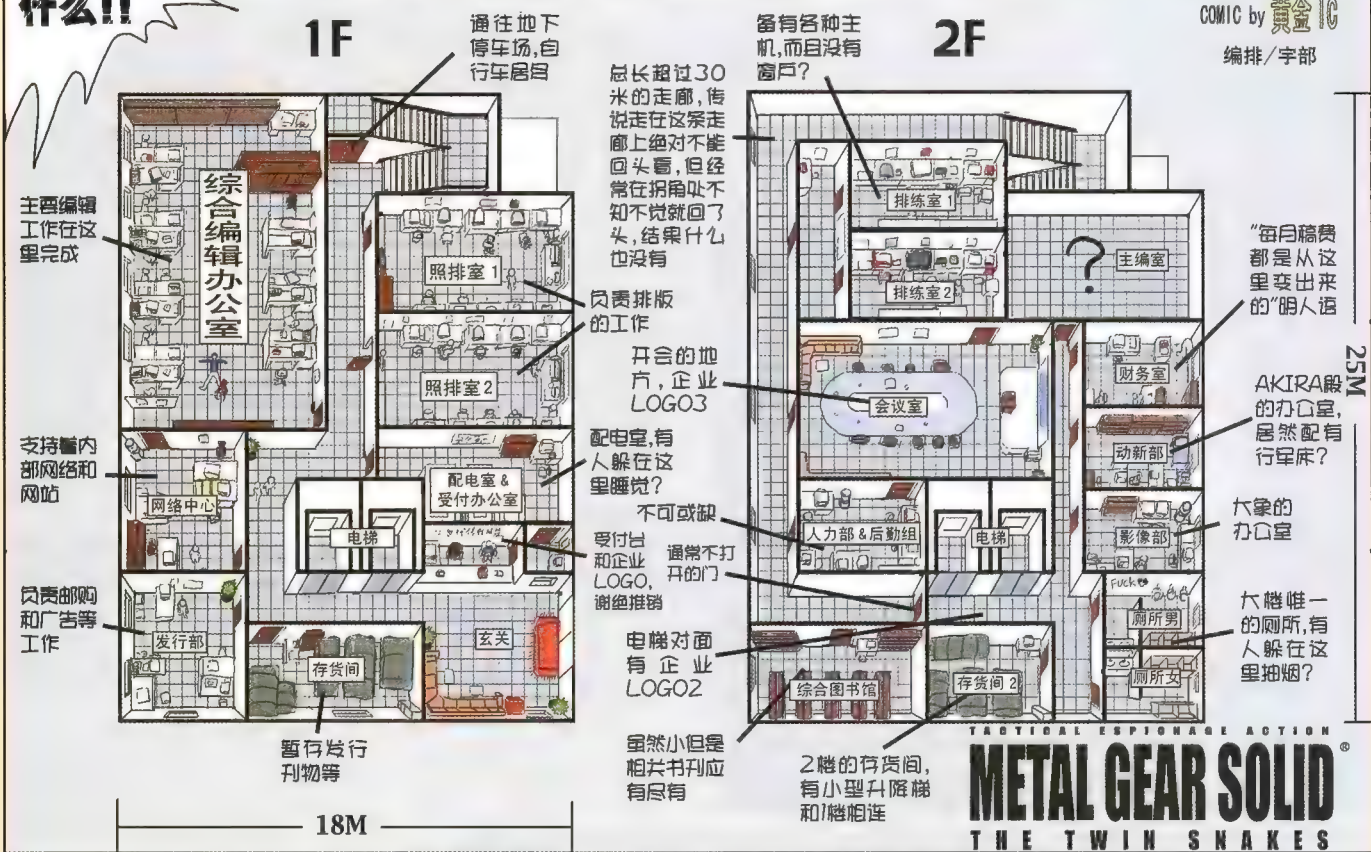 什么!!
1F
通往地下
停车场,自
行车居多
主要编辑
工作在这
里完成
综合编辑办公室
照排室 1
照排室2
负责排版
的工作
支持着内
部网络和
网站
网络中心
配电室 &
受付办公室
配电室,有
人躲在这
里睡觉?
电梯
受付台
和企业
LOGO,
谢绝推销
负责邮购
和广告等
工作
发行部
存货间
玄关
暂存发行
刊物等
18M
COMIC by 黄金IC
编排/字部
2F
备有各种主
机,而且没有
窗户?
总长超过30
米的走廊,传
说走在这条走
廊上绝对不能
回头看,但经
常在拐角处不
知不觉就回了
头,结果什么
也没有
排练室 1
排练室2
?
主编室
"每月稿费
都是从这
里变出来
的"明人语
开会的地
方,企业
LOGO3
会议室
财务室
AKIRA殿
的办公室,
居然配有
行军床?
动新部
25M
不可或缺
人力部&后勤组
电梯
影像部
大象的
办公室
通常不打
开的门
FUCK
厕所男
厕所女
大楼惟一
的厕所,有
人躲在这
里抽烟?
电梯对面
有企业
LOGO2
综合图书馆
存货间 2
虽然小但是
相关书刊应
有尽有
2楼的存货间,
有小型升降梯
和1楼相连
TACTICAL ESPIONAGE ACTION
METAL GEAR SOLID®
THE TWIN SNAKES